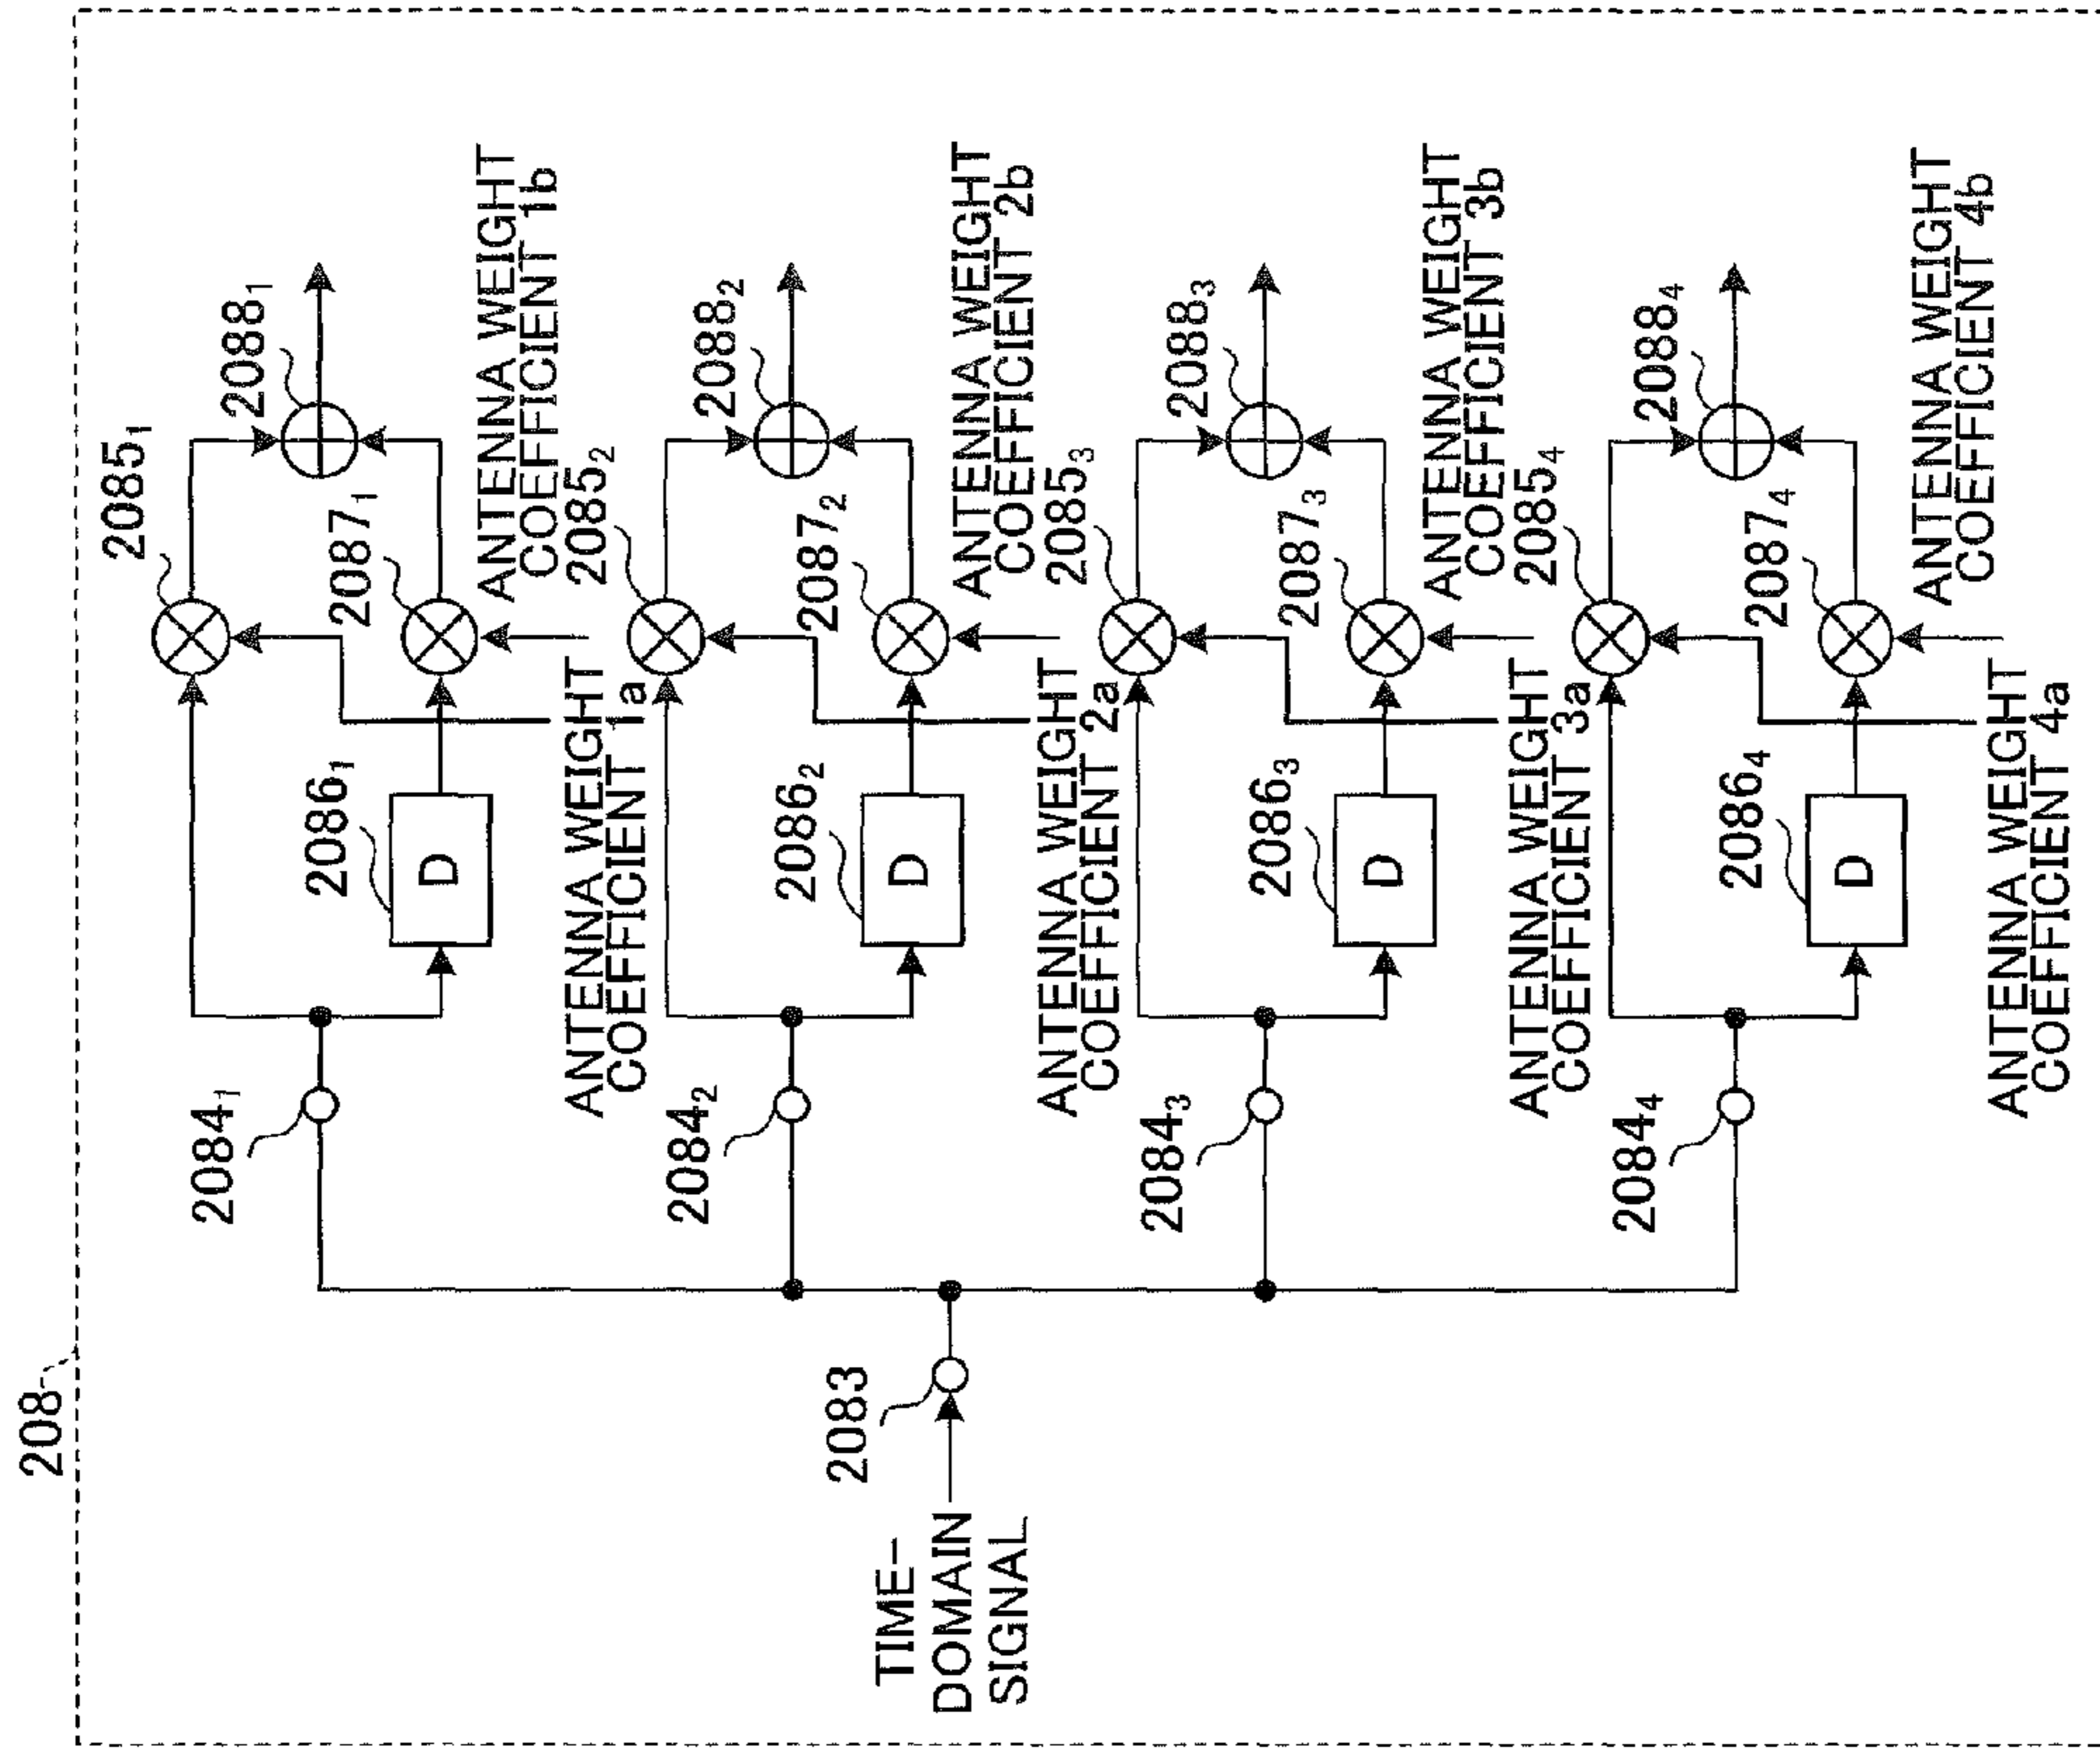 208
TIME-
DOMAIN
SIGNAL
2083
2084₁
2085₁
2086₁
D
2087₁
2088₁
ANTENNA WEIGHT
COEFFICIENT 1a
ANTENNA WEIGHT
COEFFICIENT 1b
2084₂
2085₂
2086₂
D
2087₂
2088₂
ANTENNA WEIGHT
COEFFICIENT 2a
ANTENNA WEIGHT
COEFFICIENT 2b
2084₃
2085₃
2086₃
D
2087₃
2088₃
ANTENNA WEIGHT
COEFFICIENT 3a
ANTENNA WEIGHT
COEFFICIENT 3b
2084₄
2085₄
2086₄
D
2087₄
2088₄
ANTENNA WEIGHT
COEFFICIENT 4a
ANTENNA WEIGHT
COEFFICIENT 4b